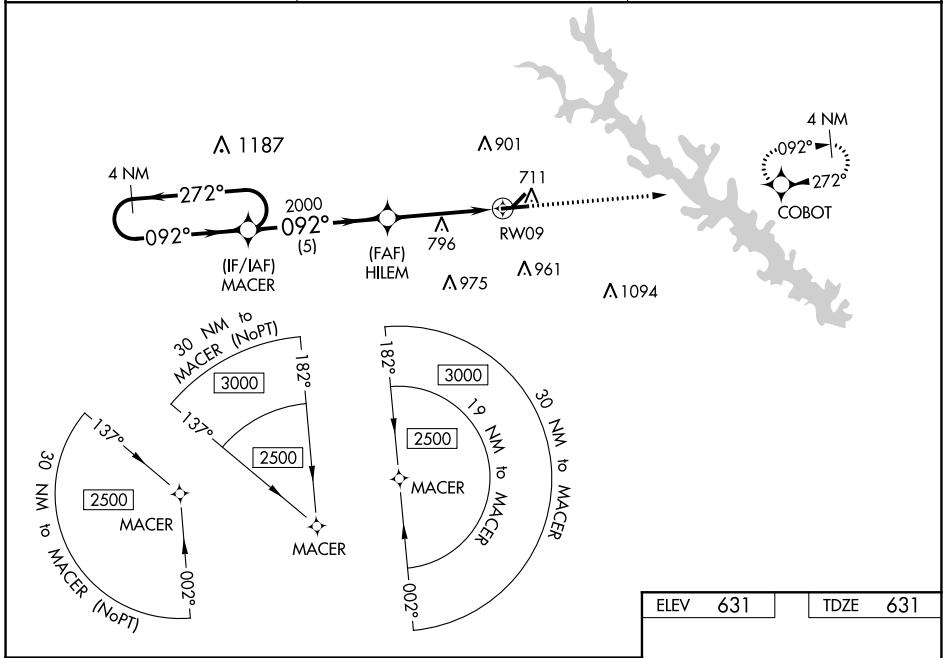 1187
901
4 NM
272°
092°
2000
092°
(5)
(IF/IAF)
MACER
(FAF)
HILEM
796
711
RW09
975
961
1094
4 NM
092°
272°
COBOT
30 NM to
MACER (NoPT)
3000
182°
137°
2500
MACER
137°
30 NM to MACER (NoPT)
2500
MACER
002°
182°
3000
2500
19 NM to MACER
30 NM to MACER
MACER
002°
ELEV 631
TDZE 631